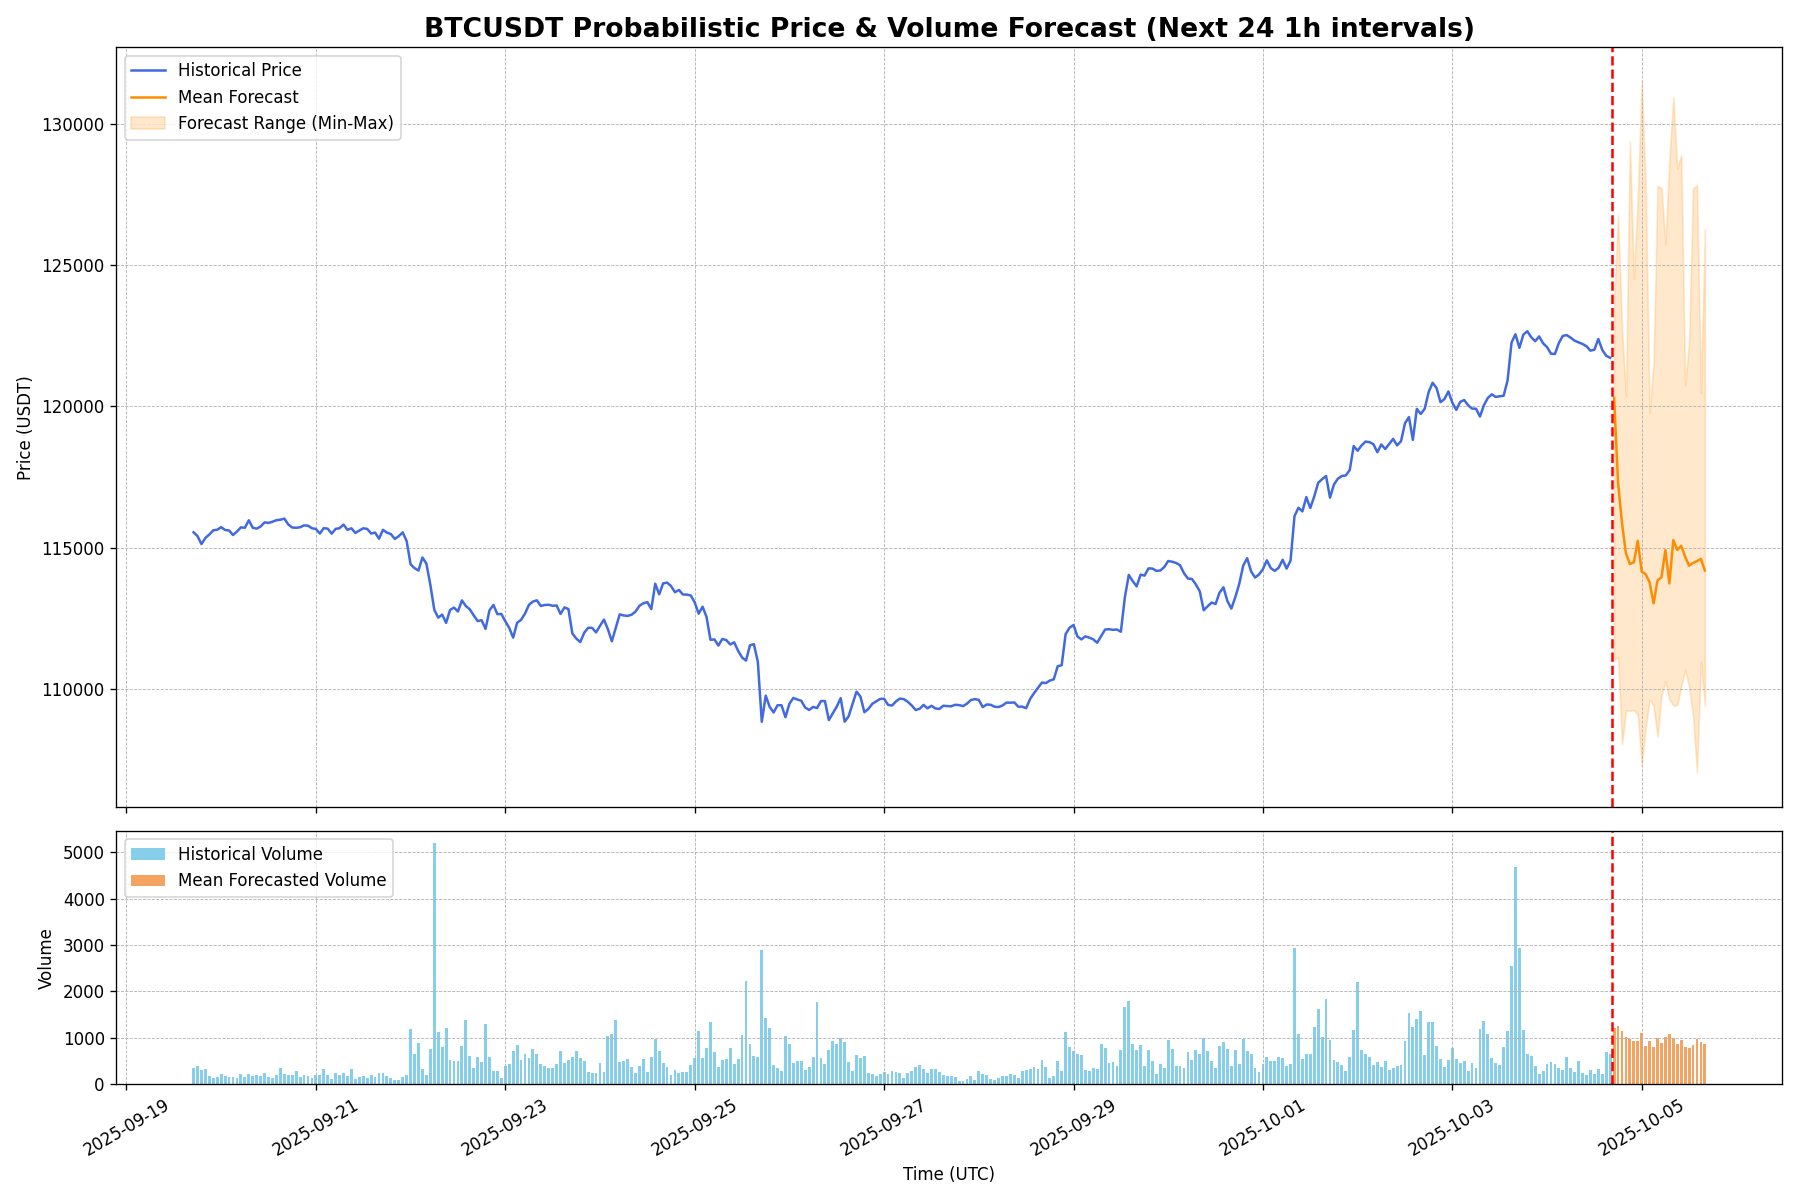 BTCUSDT Probabilistic Price & Volume Forecast (Next 24 1h intervals)
Historical Price
Mean Forecast
Forecast Range (Min-Max)
130000
125000
120000
115000
110000
Price (USDT)
Historical Volume
Mean Forecasted Volume
5000
4000
3000
2000
1000
0
Volume
2025-09-19
2025-09-21
2025-09-23
2025-09-25
2025-09-27
2025-09-29
2025-10-01
2025-10-03
2025-10-05
Time (UTC)